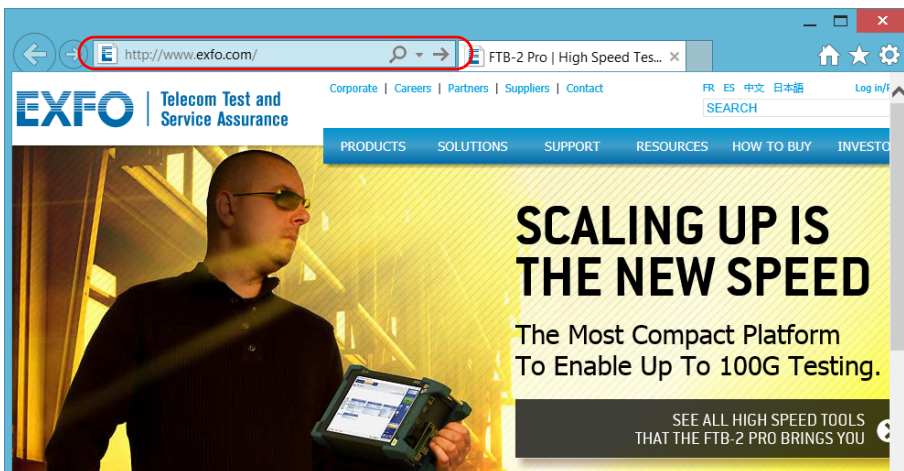 http://www.exfo.com/
FTB-2 Pro | High Speed Tes...
EXFO
Telecom Test and
Service Assurance
Corporate | Careers | Partners | Suppliers | Contact
FR ES 中文 日本語
Log in/
SEARCH
PRODUCTS SOLUTIONS SUPPORT RESOURCES HOW TO BUY INVESTO
SCALING UP IS
THE NEW SPEED
The Most Compact Platform
To Enable Up To 100G Testing.
SEE ALL HIGH SPEED TOOLS
THAT THE FTB-2 PRO BRINGS YOU